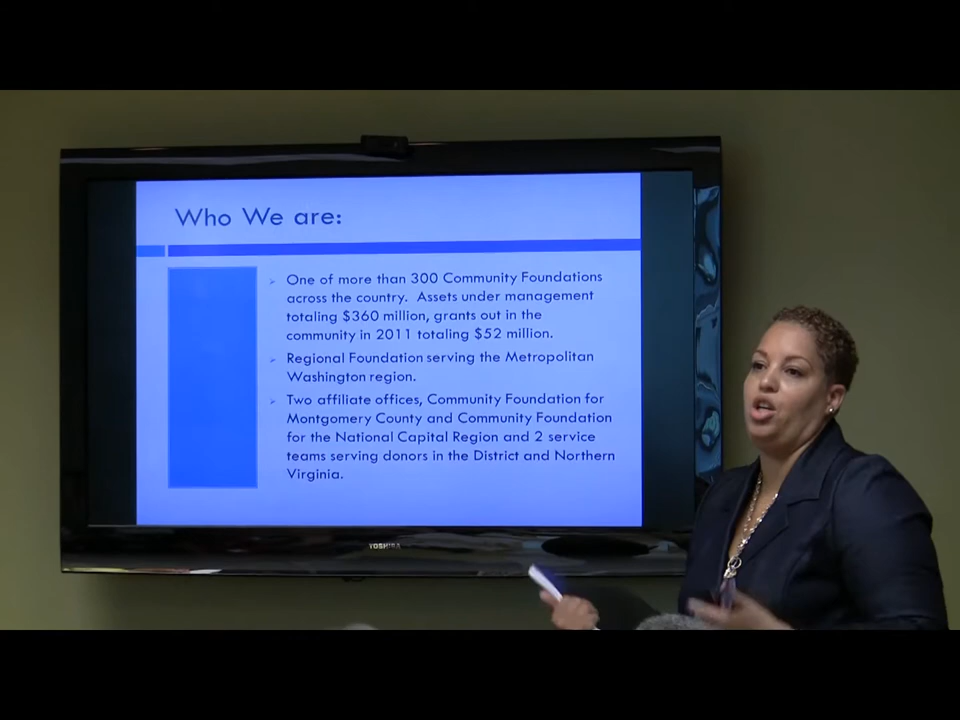 Who We are:
One of more than 300 Community Foundations
across the country. Assets under management
totaling $360 million, grants out in the
community in 2011 totaling $52 million.
Regional Foundation serving the Metropolitan
Washington region.
Two affiliate offices, Community Foundation for
Montgomery County and Community Foundation
for the National Capital Region and 2 service
teams serving donors in the District and Northern
Virginia.
TOSHIBA